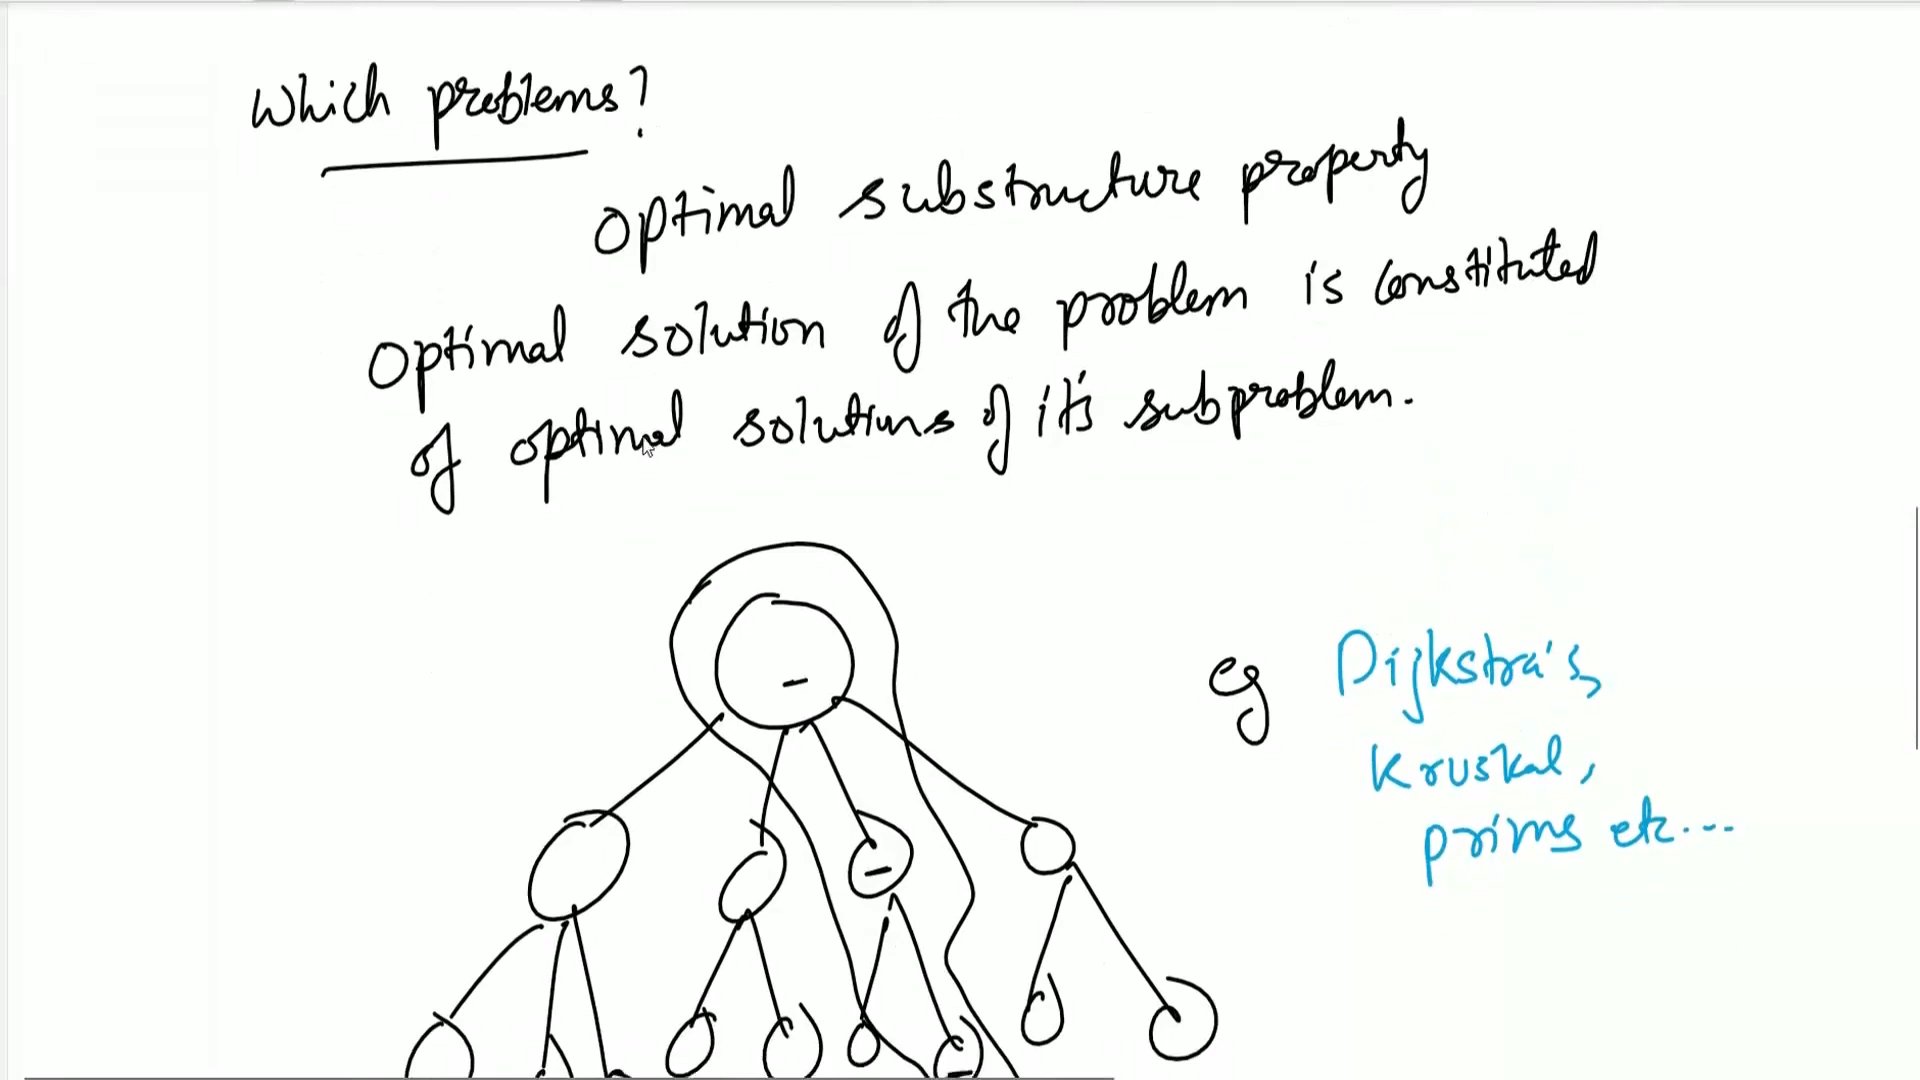 Which problems?
optimal substructure property
optimal solution of the problem is constituted
of optimal solutions of it's subproblem.
eg Dijkstra's,
Kruskal,
prims etc...